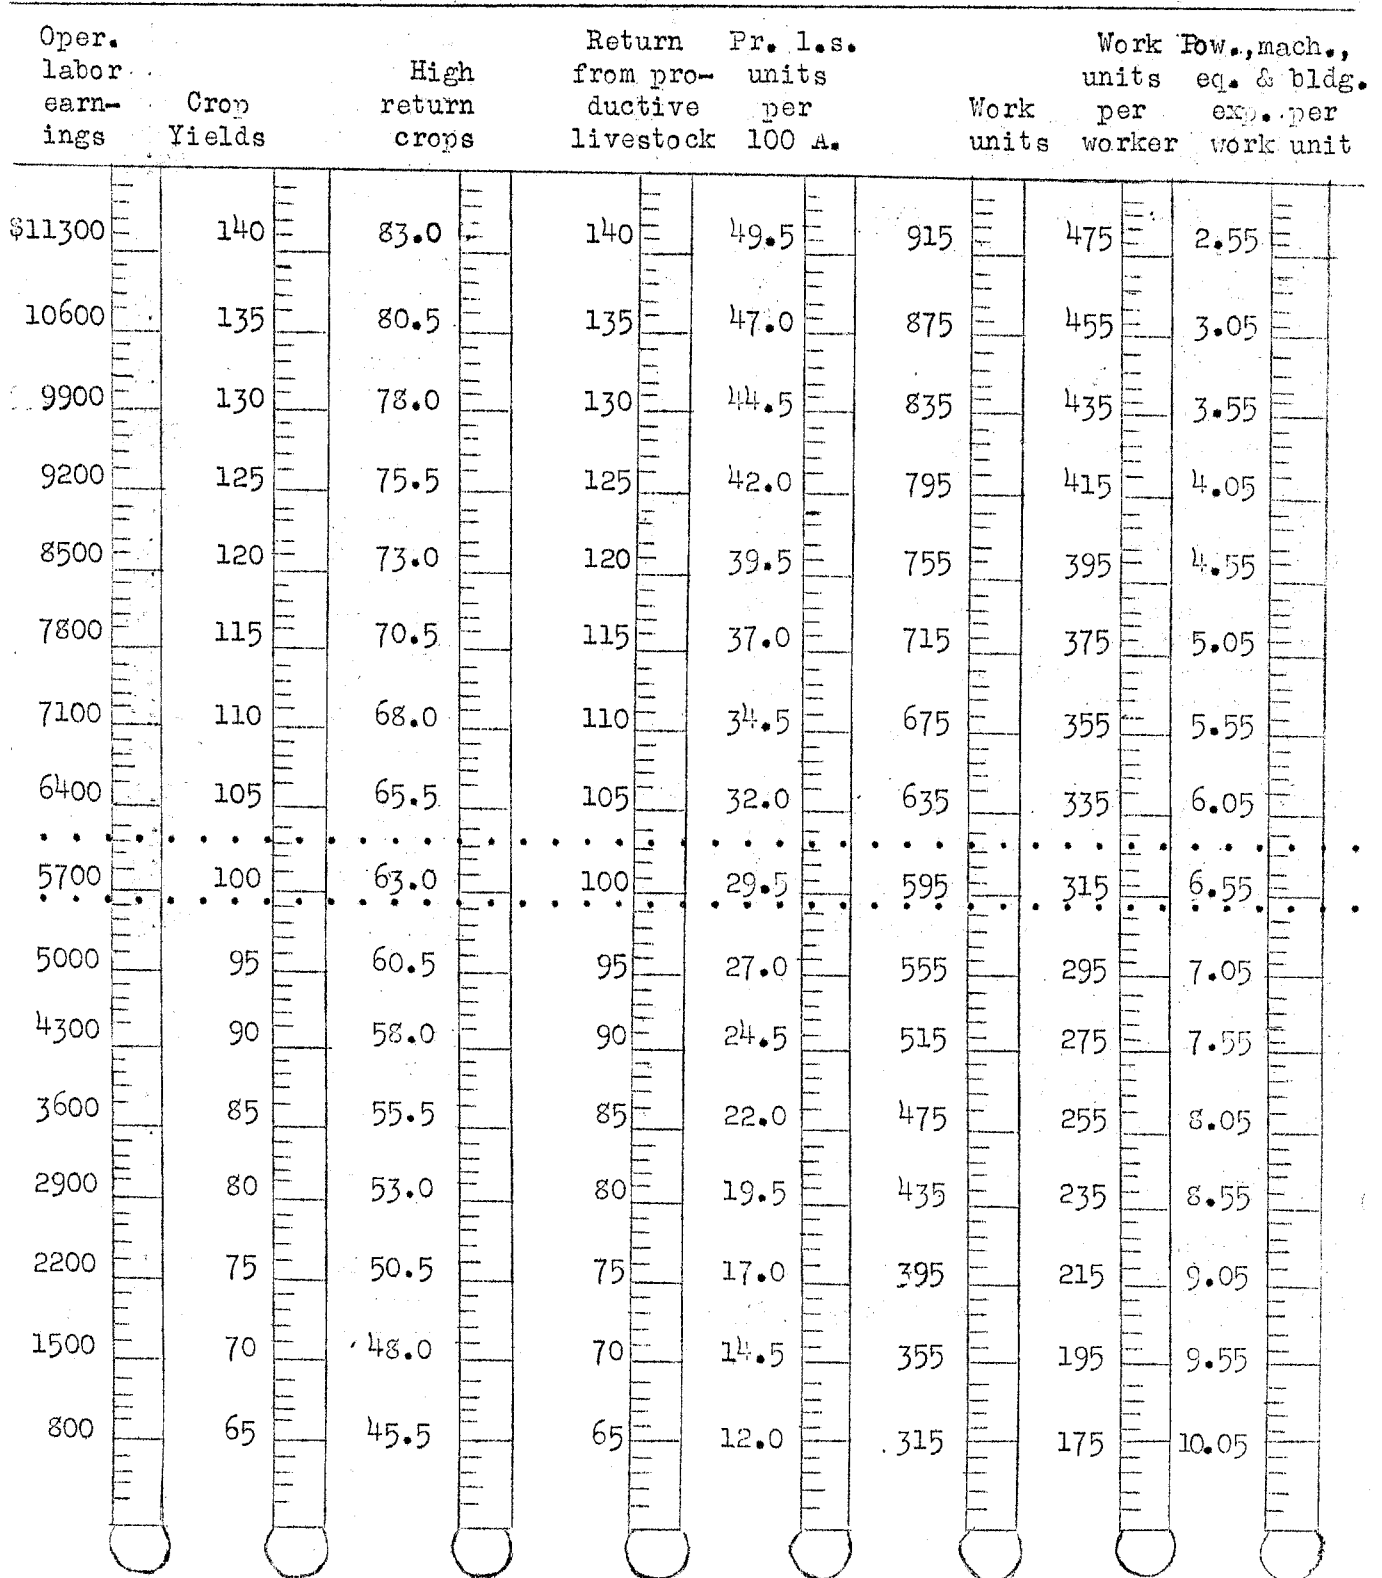 Oper. Return Pr. l.s. Work Pow.,mach.,
labor High from pro- units units eq. & bldg.
earn- Crop return ductive per Work per exp. per
ings Yields crops livestock 100 A. units worker work unit
$11300 140 83.0 140 49.5 915 475 2.55
10600 135 80.5 135 47.0 875 455 3.05
9900 130 78.0 130 44.5 835 435 3.55
9200 125 75.5 125 42.0 795 415 4.05
8500 120 73.0 120 39.5 755 395 4.55
7800 115 70.5 115 37.0 715 375 5.05
7100 110 68.0 110 34.5 675 355 5.55
6400 105 65.5 105 32.0 635 335 6.05
5700 100 63.0 100 29.5 595 315 6.55
5000 95 60.5 95 27.0 555 295 7.05
4300 90 58.0 90 24.5 515 275 7.55
3600 85 55.5 85 22.0 475 255 8.05
2900 80 53.0 80 19.5 435 235 8.55
2200 75 50.5 75 17.0 395 215 9.05
1500 70 48.0 70 14.5 355 195 9.55
800 65 45.5 65 12.0 315 175 10.05